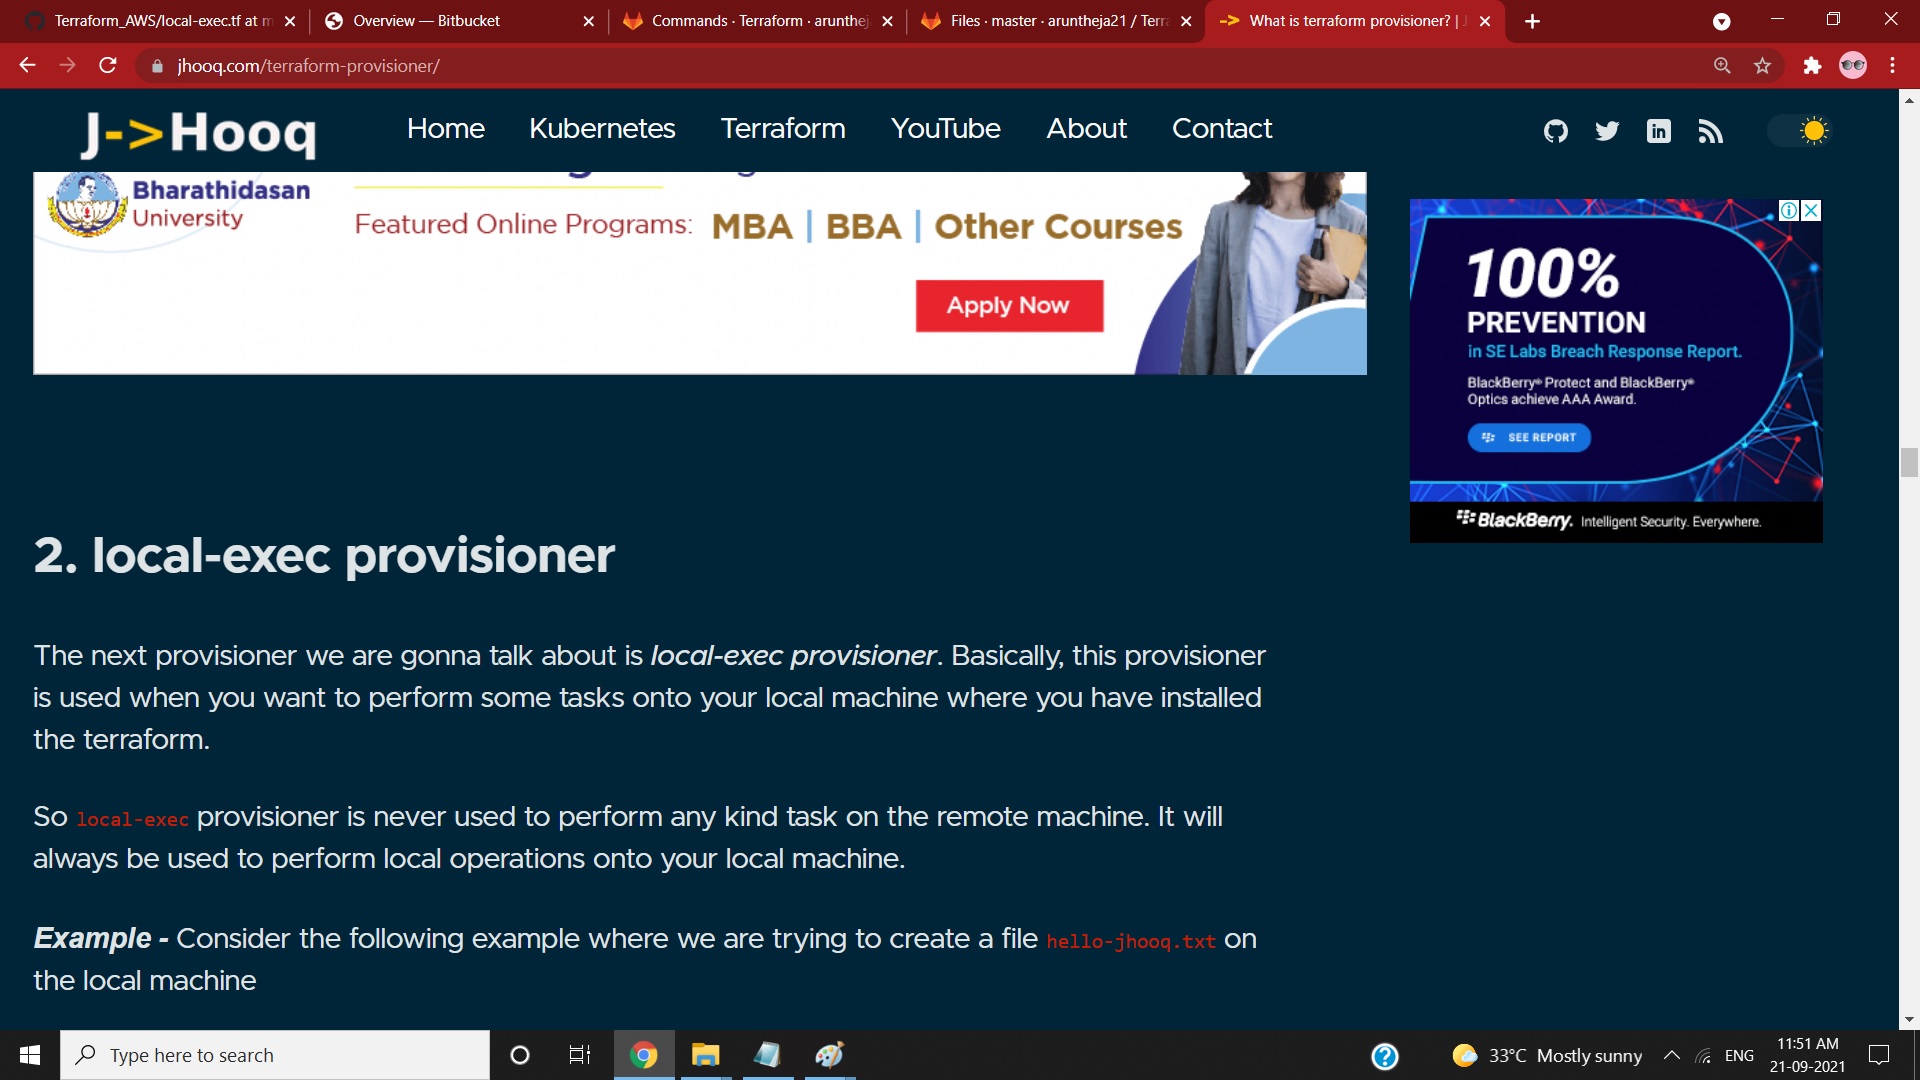 Terraform_AWS/local-exec.tf at m
Overview — Bitbucket
Commands · Terraform · aruntheja
Files · master · aruntheja21 / Terra
What is terraform provisioner? | J
jhooq.com/terraform-provisioner/
J->Hooq
Home
Kubernetes
Terraform
YouTube
About
Contact
Bharathidasan
University
Featured Online Programs: MBA | BBA | Other Courses
Apply Now
100%
PREVENTION
in SE Labs Breach Response Report.
BlackBerry® Protect and BlackBerry®
Optics achieve AAA Award.
SEE REPORT
BlackBerry. Intelligent Security. Everywhere.
2. local-exec provisioner
The next provisioner we are gonna talk about is local-exec provisioner. Basically, this provisioner
is used when you want to perform some tasks onto your local machine where you have installed
the terraform.
So local-exec provisioner is never used to perform any kind task on the remote machine. It will
always be used to perform local operations onto your local machine.
Example - Consider the following example where we are trying to create a file hello-jhooq.txt on
the local machine
Type here to search
33°C Mostly sunny
ENG
11:51 AM
21-09-2021